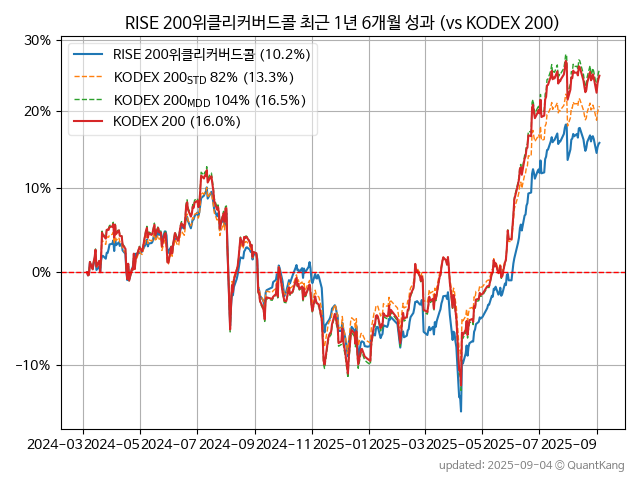 RISE 200위클리커버드콜 최근 1년 6개월 성과 (vs KODEX 200)
30%
20%
10%
0%
−10%
RISE 200위클리커버드콜 (10.2%)
KODEX 200STD 82% (13.3%)
KODEX 200MDD 104% (16.5%)
KODEX 200 (16.0%)
2024-03 2024-05 2024-07 2024-09 2024-11 2025-01 2025-03 2025-05 2025-07 2025-09
updated: 2025-09-04 © QuantKang